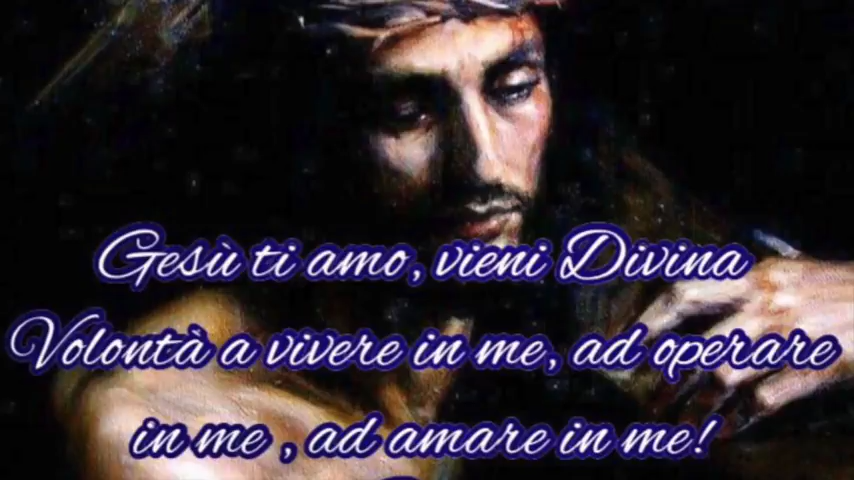 Gesù ti amo, vieni Divina
Volontà a vivere in me, ad operare
in me , ad amare in me!